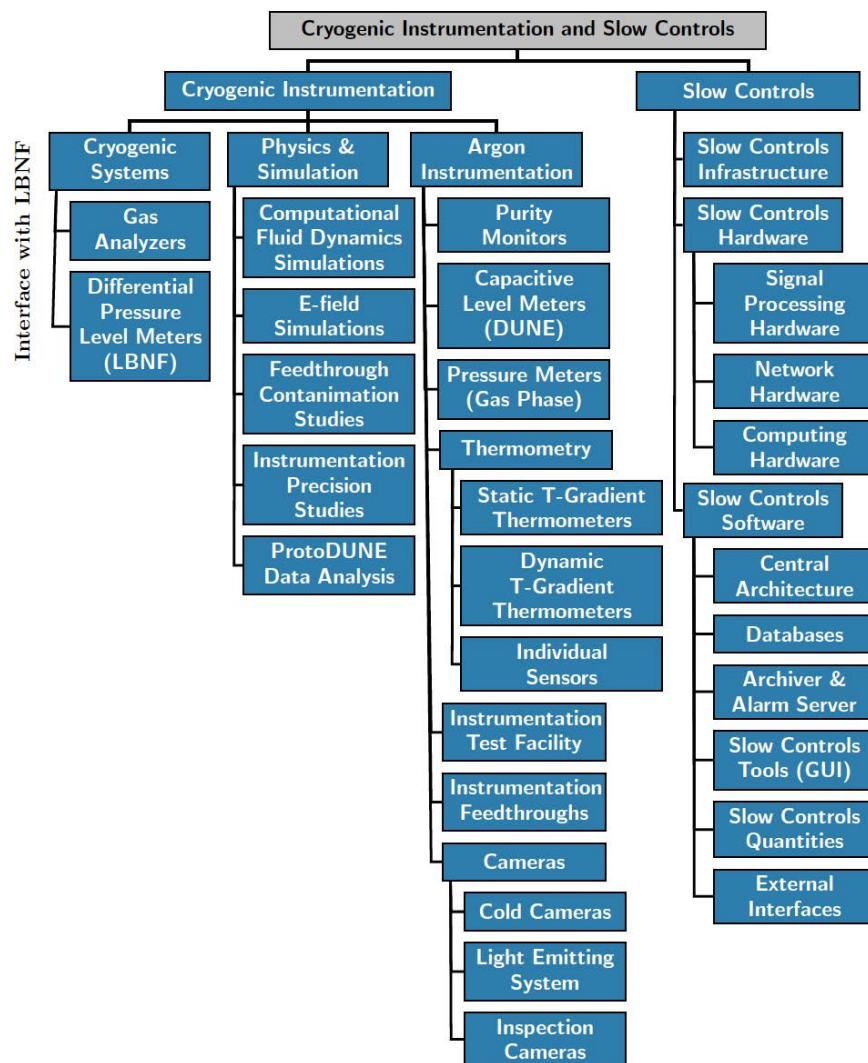 Cryogenic Instrumentation and Slow Controls
Cryogenic Instrumentation
Slow Controls
Interface with LBNF
Cryogenic
Systems
Gas
Analyzers
Differential
Pressure
Level Meters
(LBNF)
Physics &
Simulation
Computational
Fluid Dynamics
Simulations
E-field
Simulations
Feedthrough
Contanimation
Studies
Instrumentation
Precision
Studies
ProtoDUNE
Data Analysis
Argon
Instrumentation
Purity
Monitors
Capacitive
Level Meters
(DUNE)
Pressure Meters
(Gas Phase)
Thermometry
Static T-Gradient
Thermometers
Dynamic
T-Gradient
Thermometers
Individual
Sensors
Instrumentation
Test Facility
Instrumentation
Feedthroughs
Cameras
Cold Cameras
Light Emitting
System
Inspection
Cameras
Slow Controls
Infrastructure
Slow Controls
Hardware
Signal
Processing
Hardware
Network
Hardware
Computing
Hardware
Slow Controls
Software
Central
Architecture
Databases
Archiver &
Alarm Server
Slow Controls
Tools (GUI)
Slow Controls
Quantities
External
Interfaces